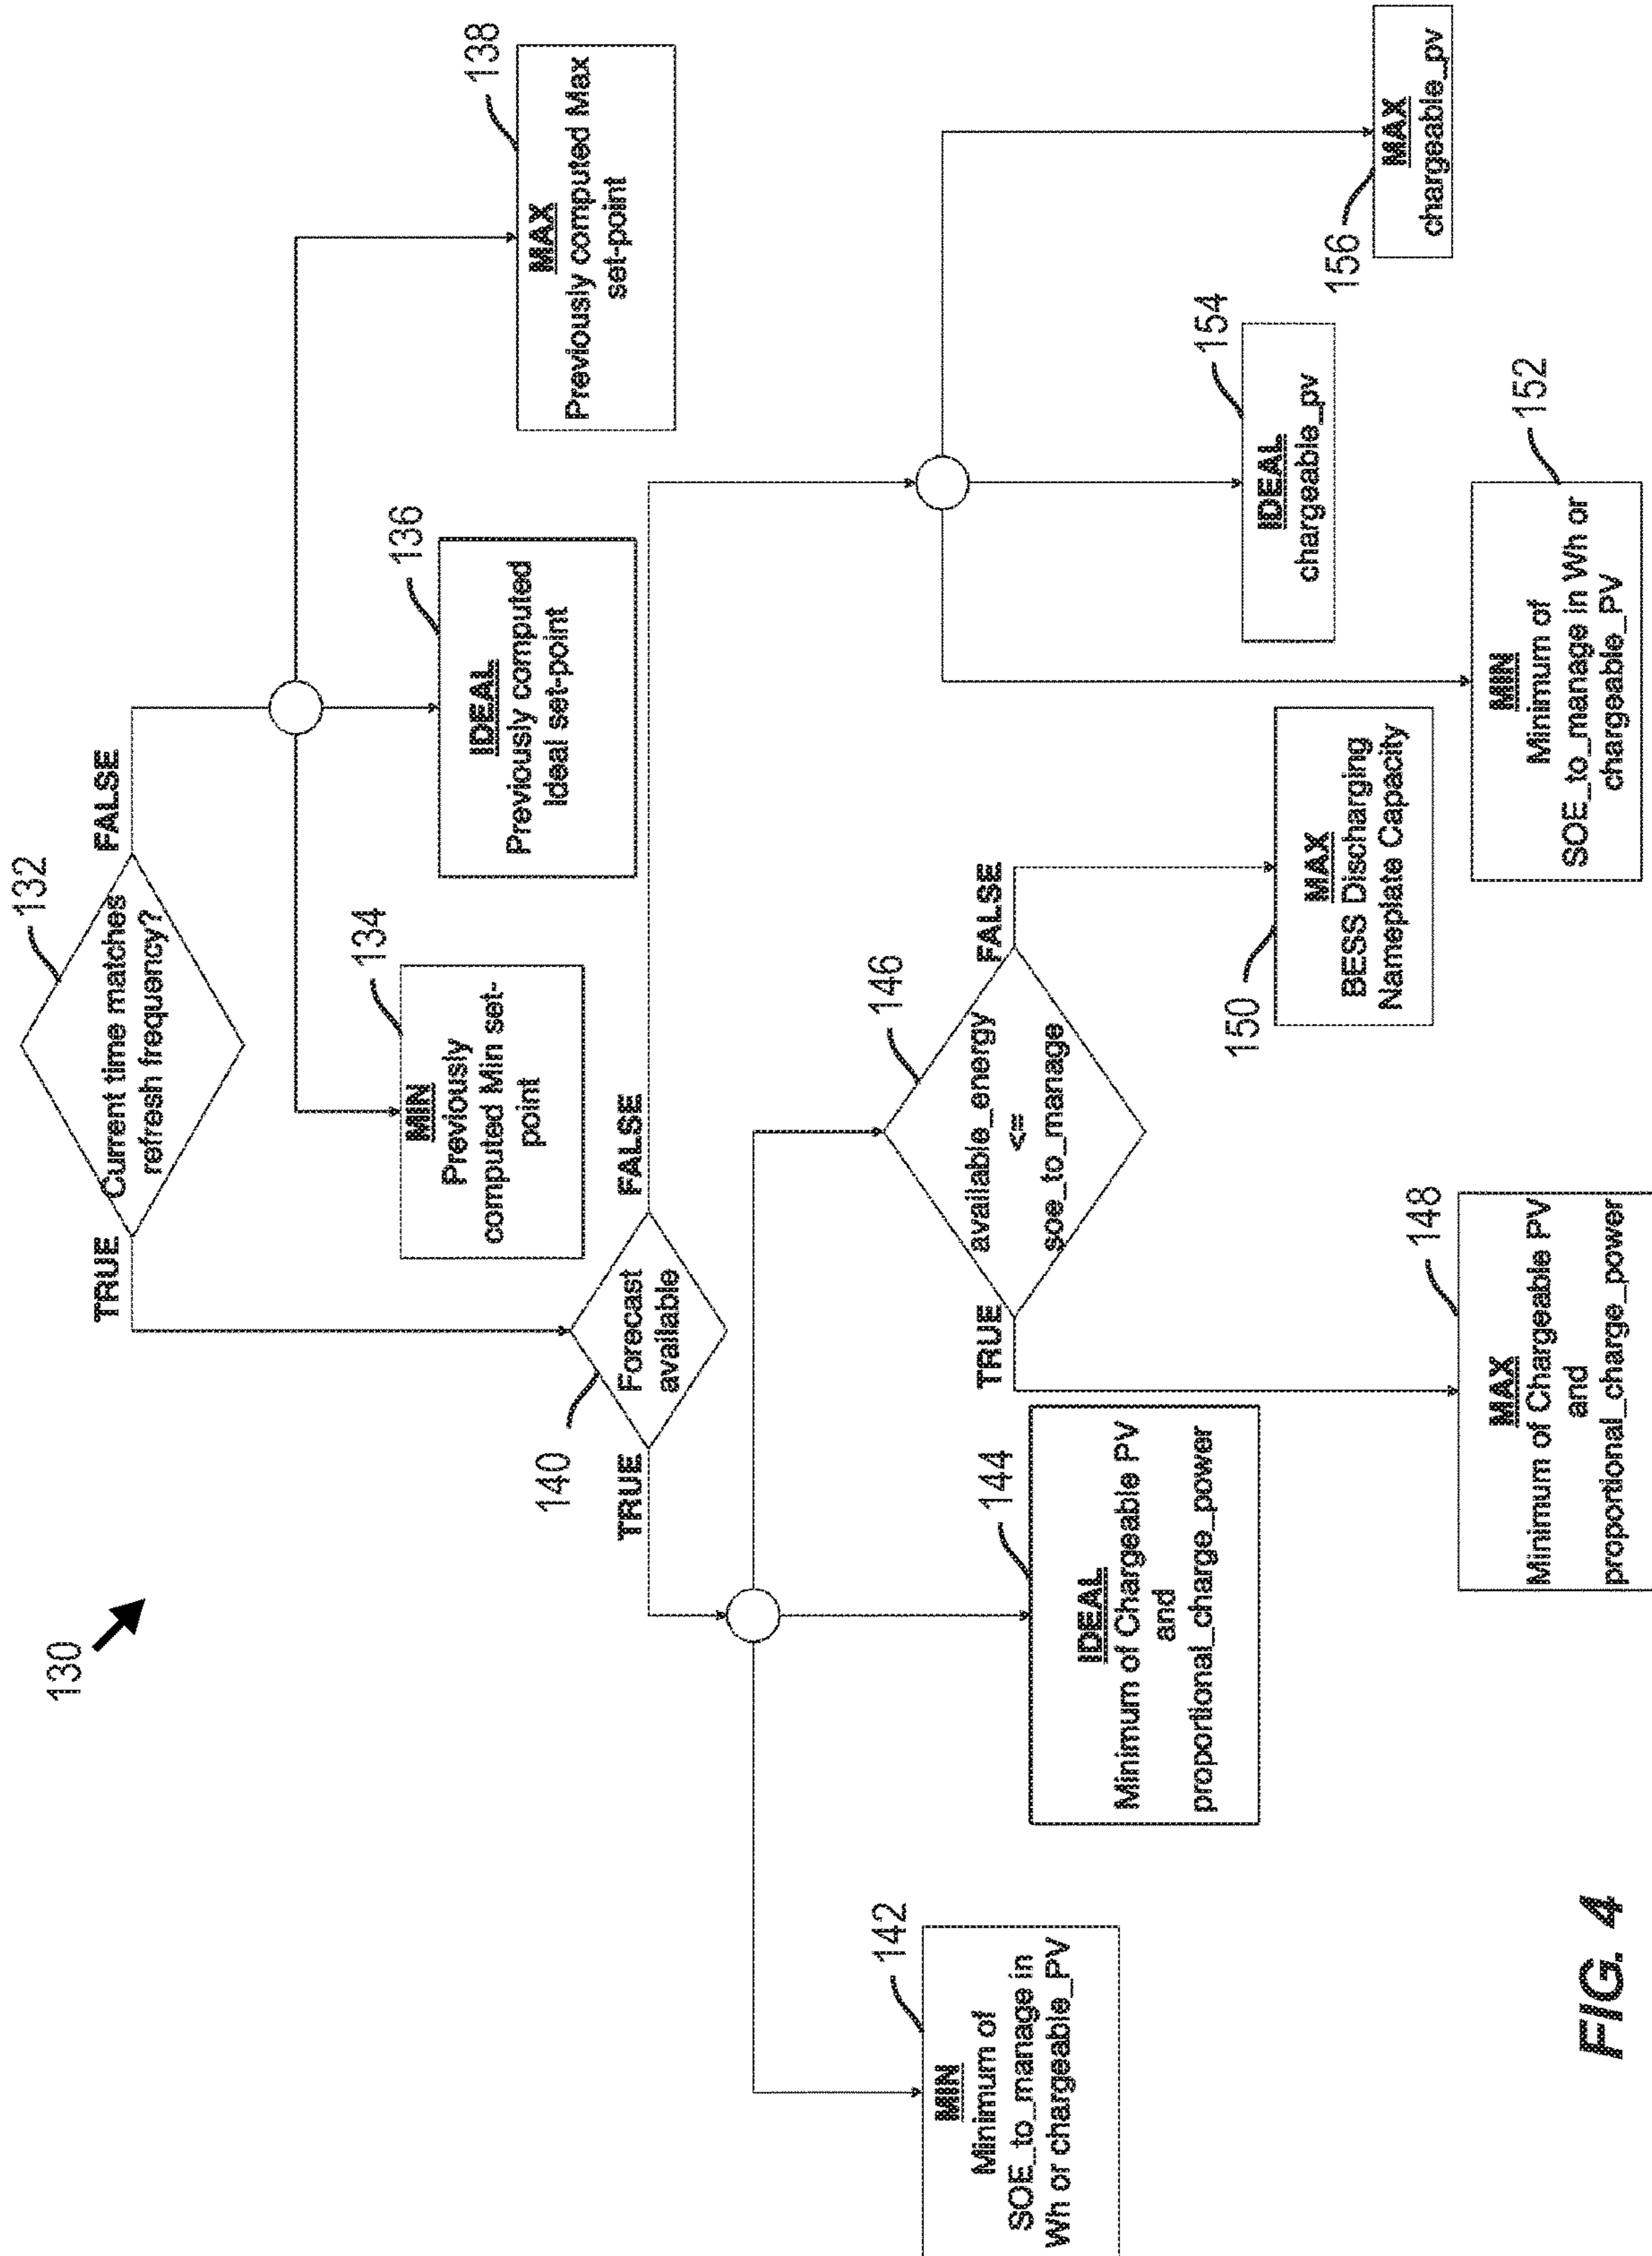 130
132
Current time matches
refresh frequency?
TRUE
FALSE
134
MIN
Previously
computed Min set-
point
136
IDEAL
Previously computed
Ideal set-point
138
MAX
Previously computed Max
set-point
140
Forecast
available
TRUE
FALSE
142
MIN
Minimum of
SOE_to_manage in
Wh or chargeable_PV
144
IDEAL
Minimum of Chargeable PV
and
proportional_charge_power
146
available_energy
<=
soe_to_manage
TRUE
FALSE
148
MAX
Minimum of Chargeable PV
and
proportional_charge_power
150
MAX
BESS Discharging
Nameplate Capacity
152
MIN
Minimum of
SOE_to_manage in Wh or
chargeable_PV
154
IDEAL
chargeable_pv
156
MAX
chargeable_pv
FIG. 4